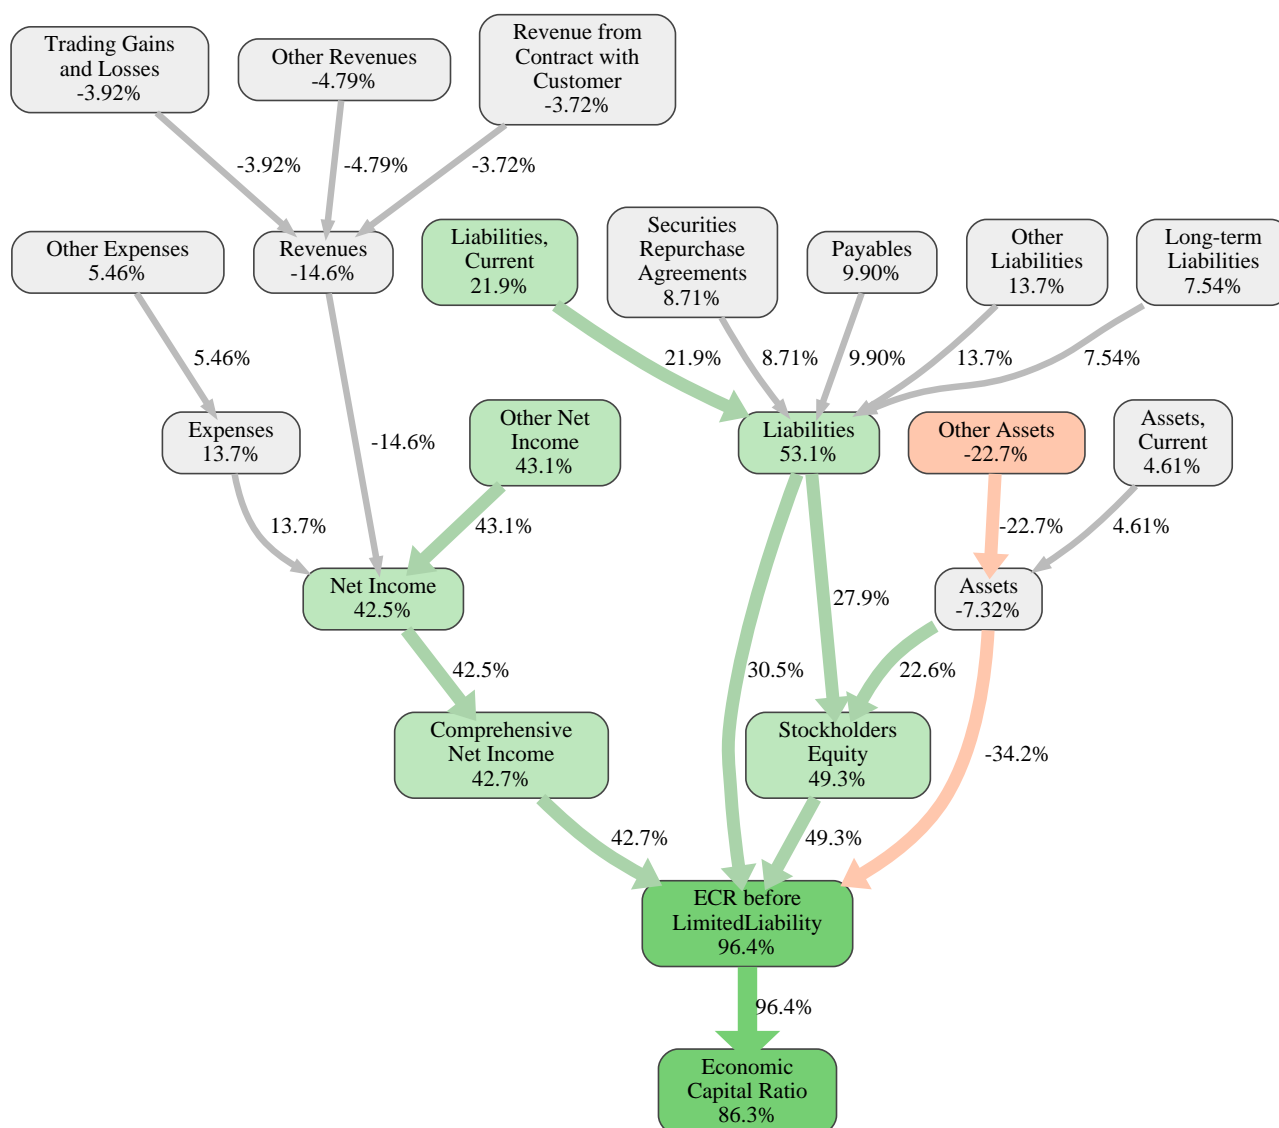 Trading Gains
and Losses
-3.92%
Other Revenues
-4.79%
Revenue from
Contract with
Customer
-3.72%
-3.92%
-4.79%
-3.72%
Other Expenses
5.46%
Revenues
-14.6%
Liabilities,
Current
21.9%
Securities
Repurchase
Agreements
8.71%
Payables
9.90%
Other
Liabilities
13.7%
Long-term
Liabilities
7.54%
5.46%
21.9%
8.71%
9.90%
13.7%
7.54%
Expenses
13.7%
-14.6%
Other Net
Income
43.1%
Liabilities
53.1%
Other Assets
-22.7%
Assets,
Current
4.61%
13.7%
43.1%
-22.7%
4.61%
Net Income
42.5%
27.9%
Assets
-7.32%
42.5%
30.5%
22.6%
Comprehensive
Net Income
42.7%
Stockholders
Equity
49.3%
-34.2%
42.7%
49.3%
ECR before
LimitedLiability
96.4%
96.4%
Economic
Capital Ratio
86.3%